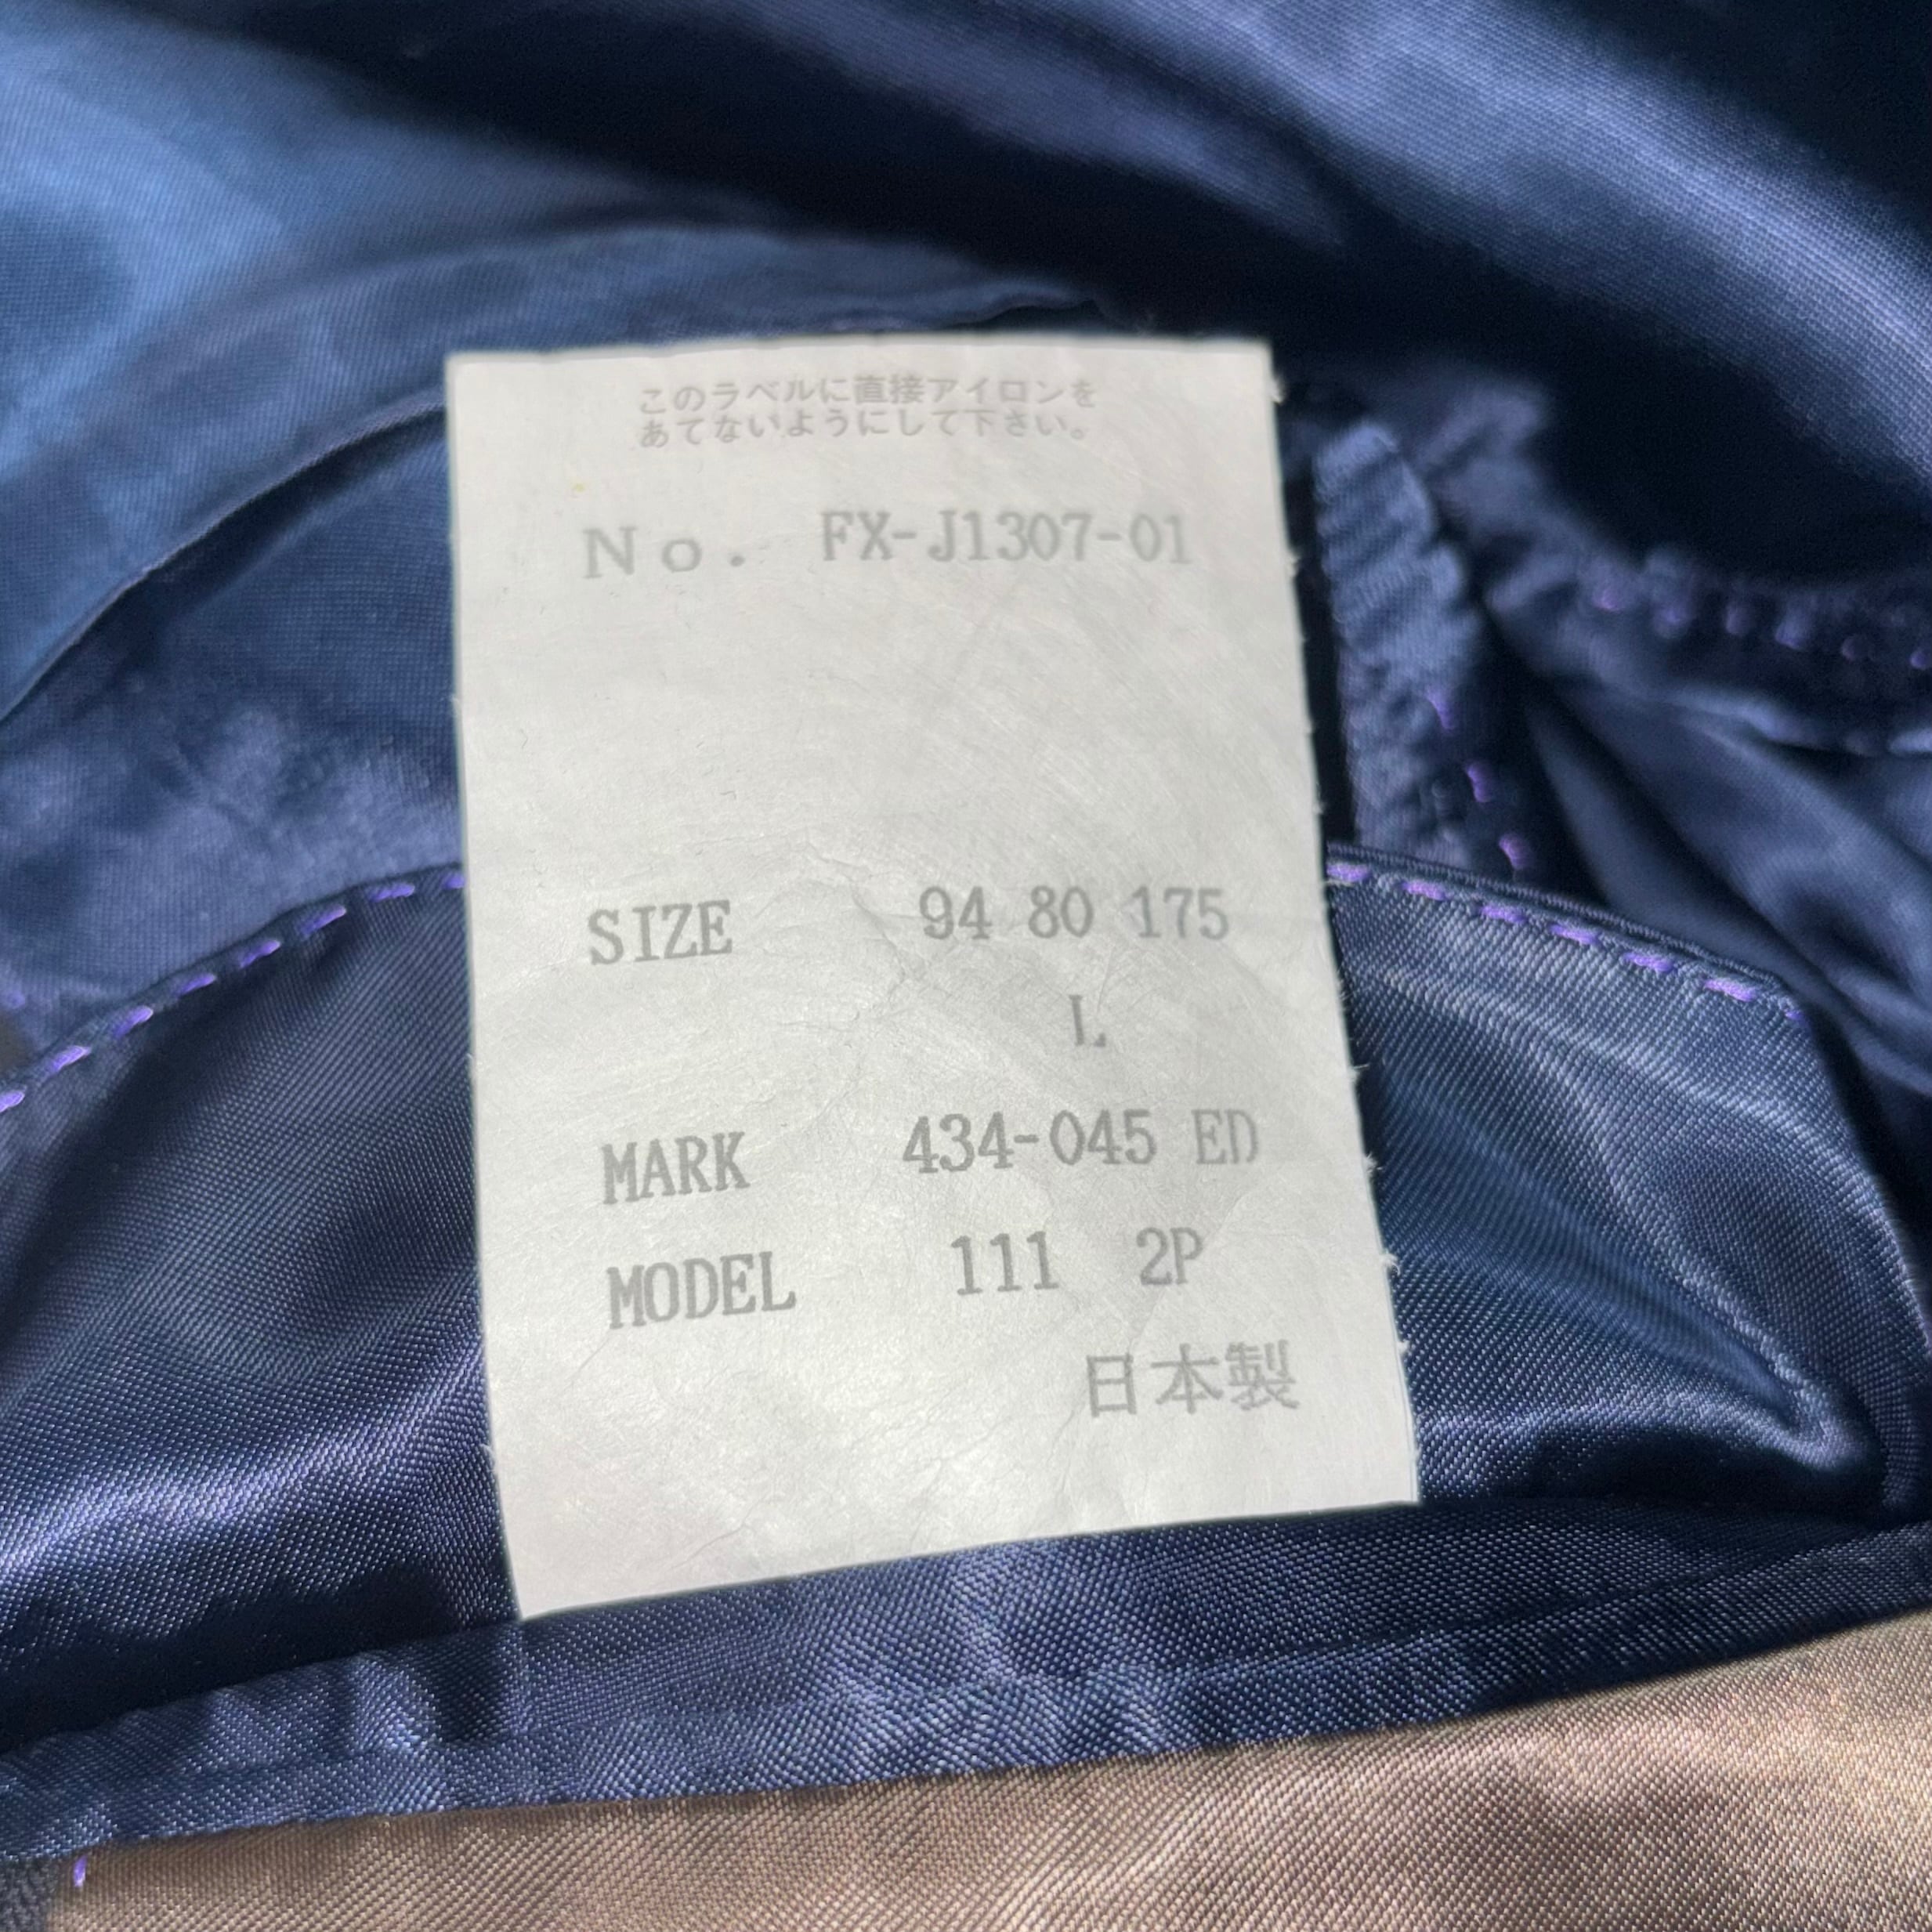 このラベルに直接アイロンを
あてないようにして下さい。
No. FX-J1307-01
SIZE 94 80 175
L
MARK 434-045 ED
MODEL 111 2P
日本製